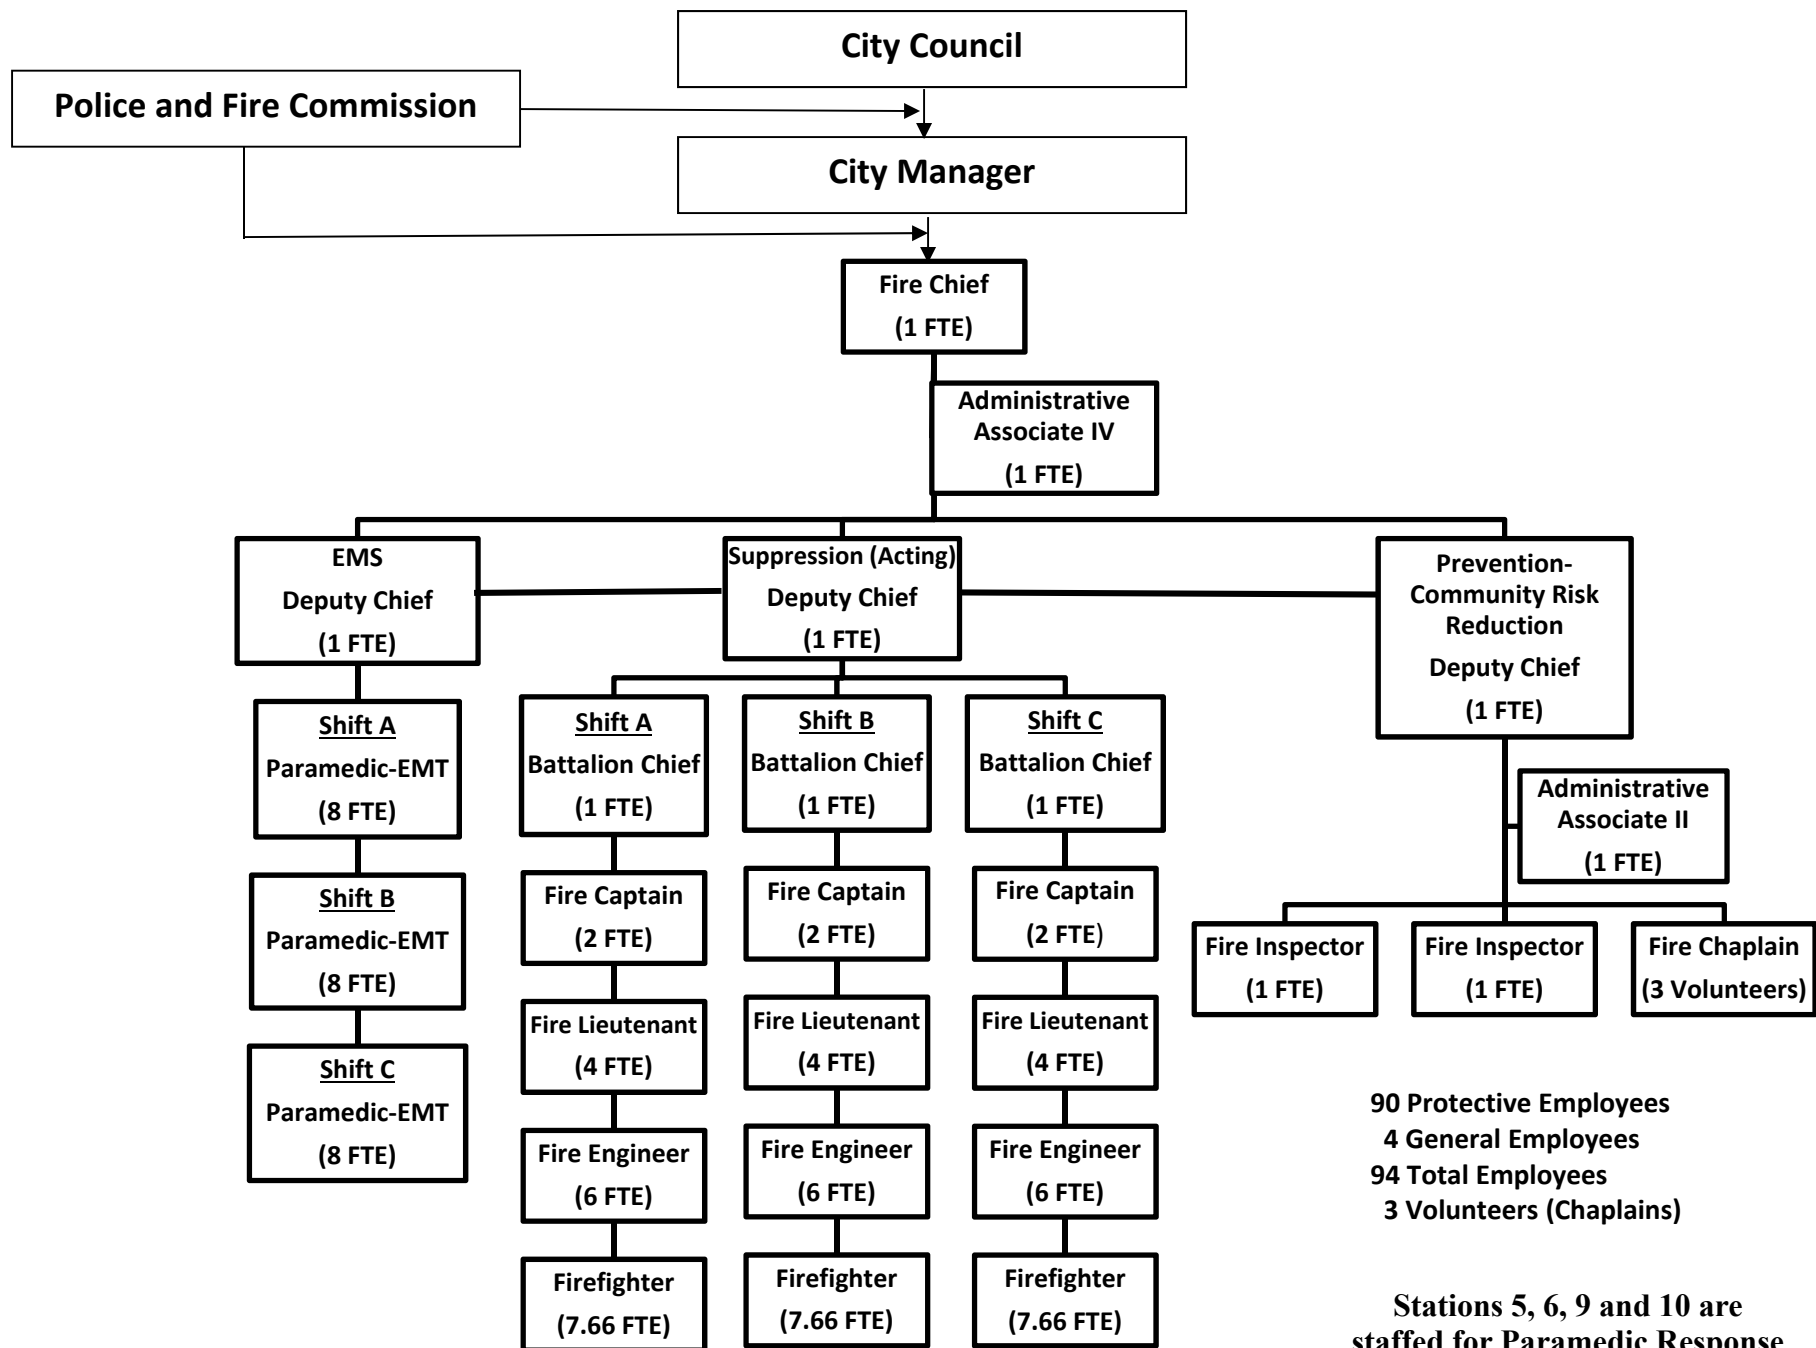 City Council
Police and Fire Commission
City Manager
Fire Chief
(1 FTE)
Administrative
Associate IV
(1 FTE)
EMS
Deputy Chief
(1 FTE)
Suppression (Acting)
Deputy Chief
(1 FTE)
Prevention-
Community Risk
Reduction
Deputy Chief
(1 FTE)
Shift A
Paramedic-EMT
(8 FTE)
Shift B
Paramedic-EMT
(8 FTE)
Shift C
Paramedic-EMT
(8 FTE)
Shift A
Battalion Chief
(1 FTE)
Fire Captain
(2 FTE)
Fire Lieutenant
(4 FTE)
Fire Engineer
(6 FTE)
Firefighter
(7.66 FTE)
Shift B
Battalion Chief
(1 FTE)
Fire Captain
(2 FTE)
Fire Lieutenant
(4 FTE)
Fire Engineer
(6 FTE)
Firefighter
(7.66 FTE)
Shift C
Battalion Chief
(1 FTE)
Fire Captain
(2 FTE)
Fire Lieutenant
(4 FTE)
Fire Engineer
(6 FTE)
Firefighter
(7.66 FTE)
Administrative
Associate II
(1 FTE)
Fire Inspector
(1 FTE)
Fire Inspector
(1 FTE)
Fire Chaplain
(3 Volunteers)
90 Protective Employees
4 General Employees
94 Total Employees
3 Volunteers (Chaplains)
Stations 5, 6, 9 and 10 are
staffed for Paramedic Response